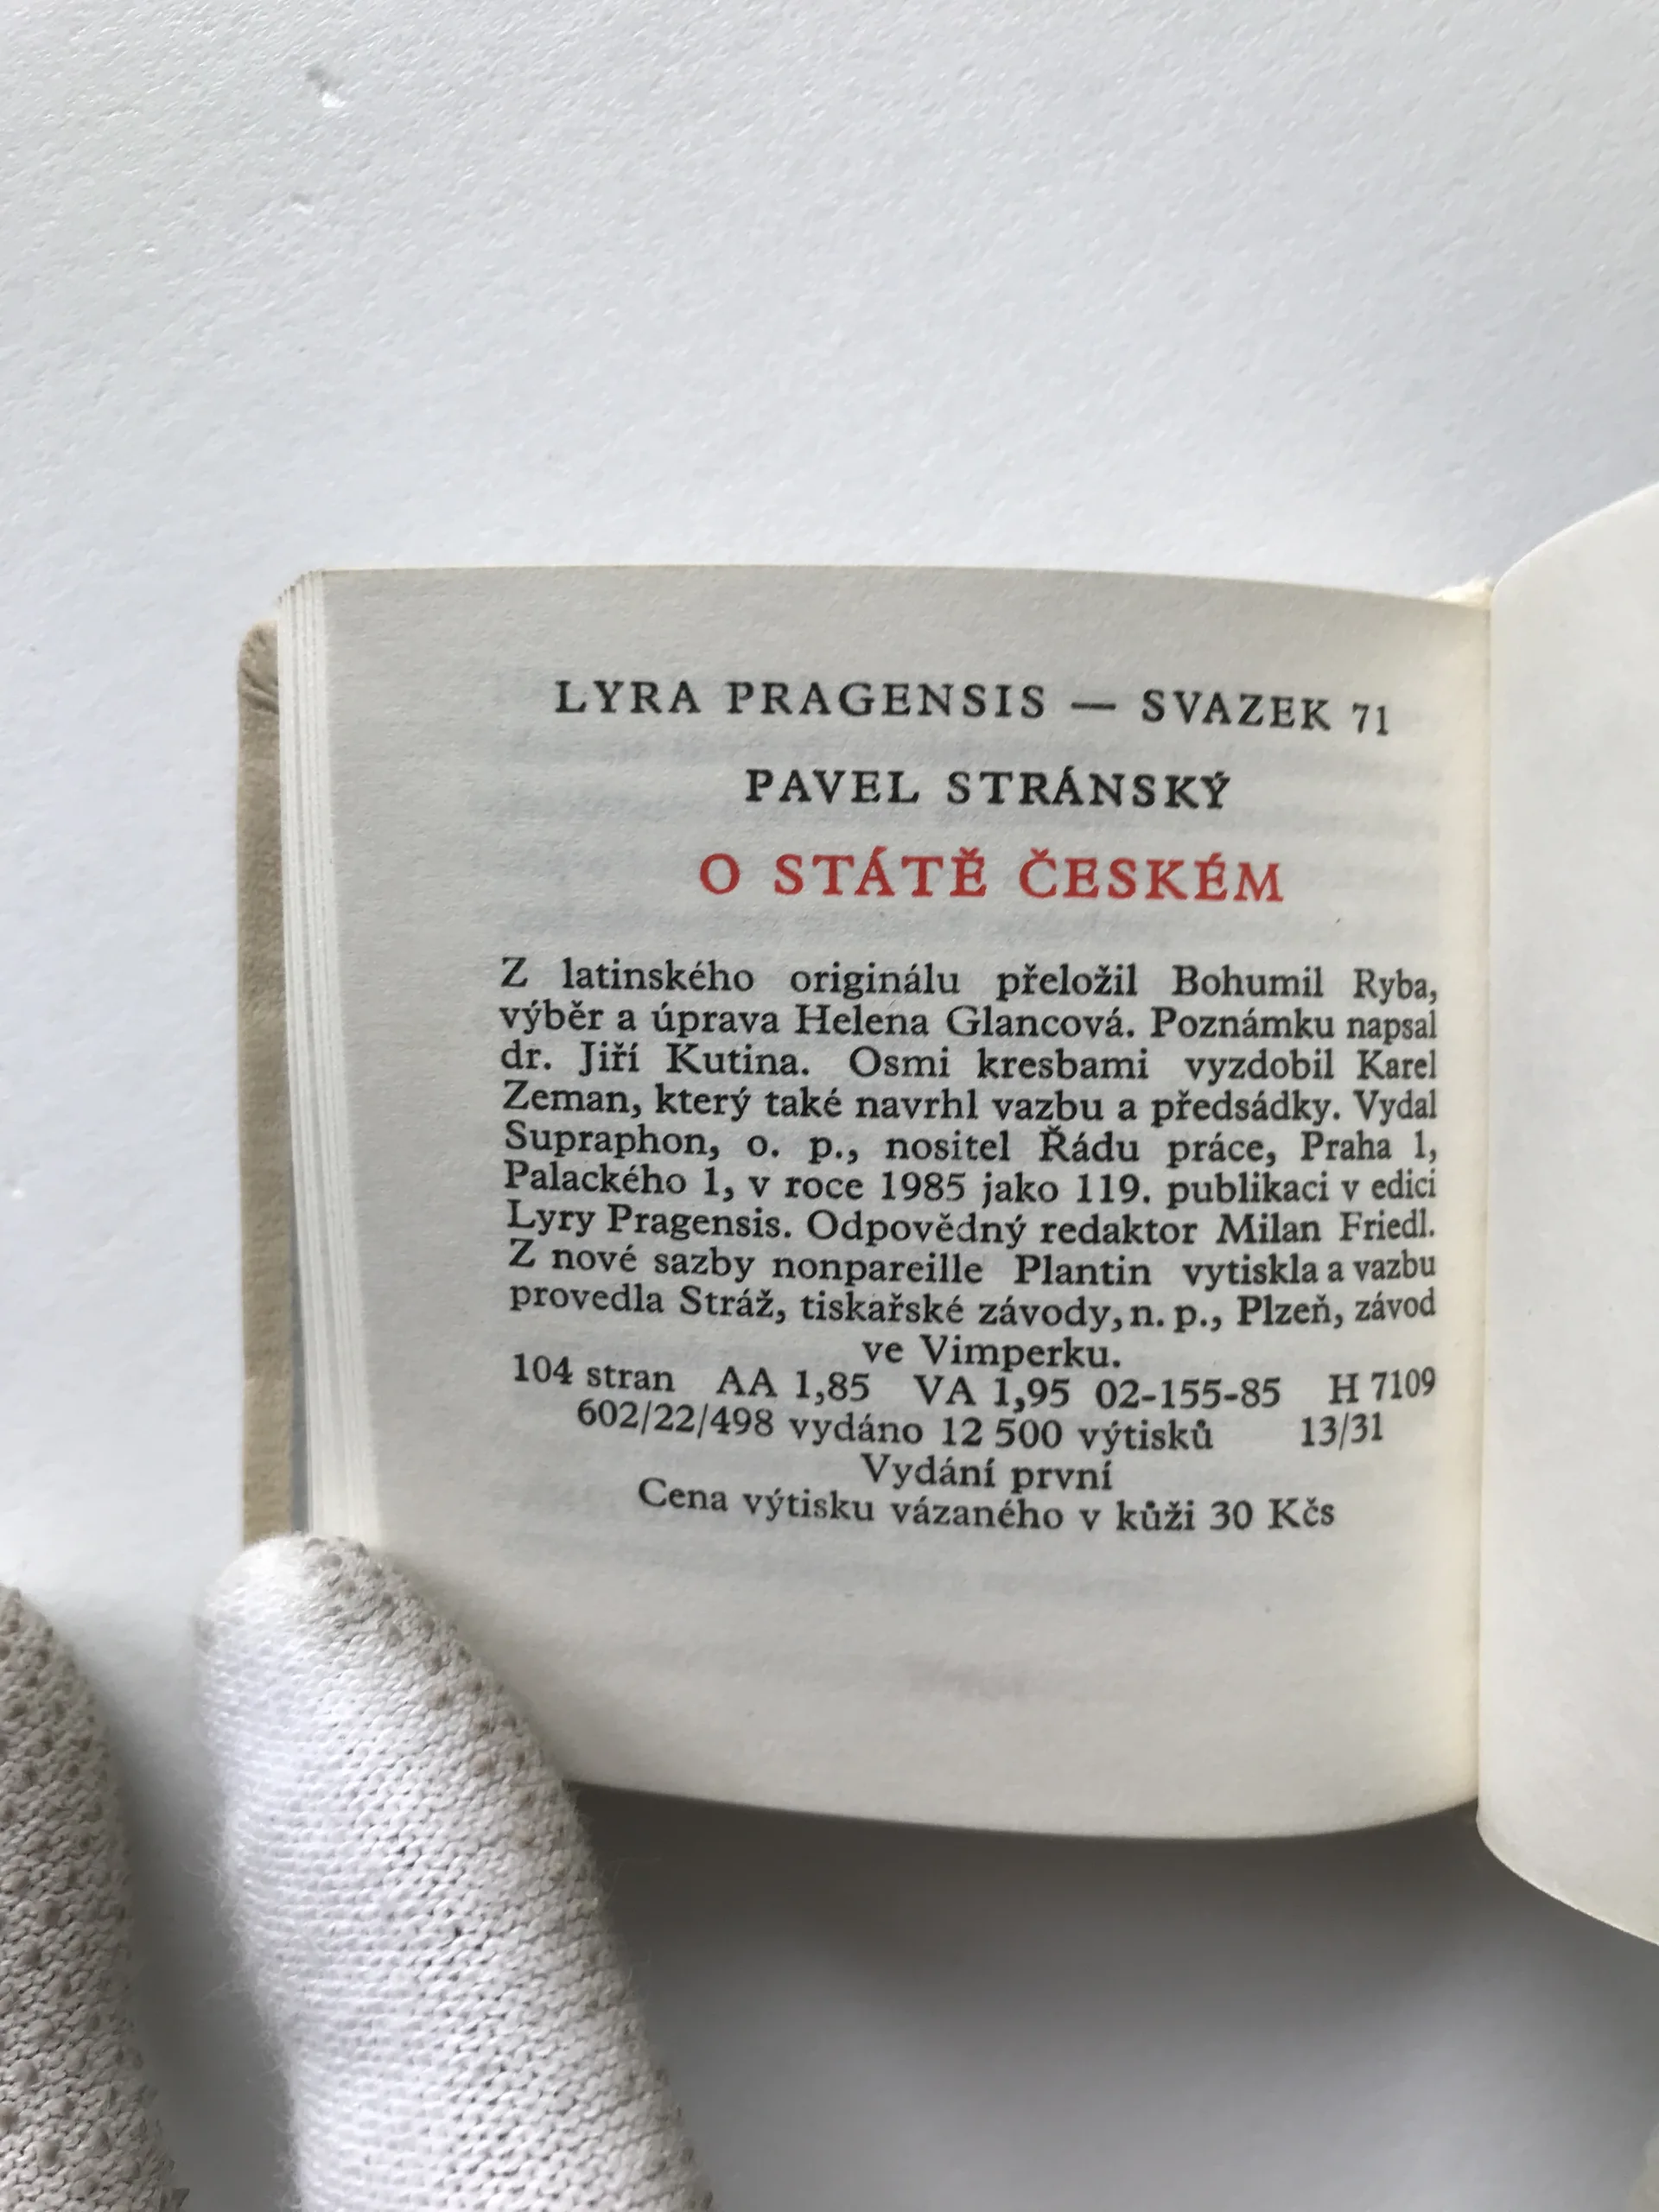 LYRA PRAGENSIS — SVAZEK 71
PAVEL STRÁNSKÝ
O STÁTĚ ČESKÉM
Z latinského originálu přeložil Bohumil Ryba,
výběr a úprava Helena Glancová. Poznámku napsal
dr. Jiří Kutina. Osmi kresbami vyzdobil Karel
Zeman, který také navrhl vazbu a předsádky. Vydal
Supraphon, o. p., nositel Řádu práce, Praha 1,
Palackého 1, v roce 1985 jako 119. publikaci v edici
Lyry Pragensis. Odpovědný redaktor Milan Friedl.
Z nové sazby nonpareille Plantin vytiskla a vazbu
provedla Stráž, tiskařské závody, n. p., Plzeň, závod
ve Vimperku.
104 stran AA 1,85 VA 1,95 02-155-85 H 7109
602/22/498 vydáno 12 500 výtisků 13/31
Vydání první
Cena výtisku vázaného v kůži 30 Kčs